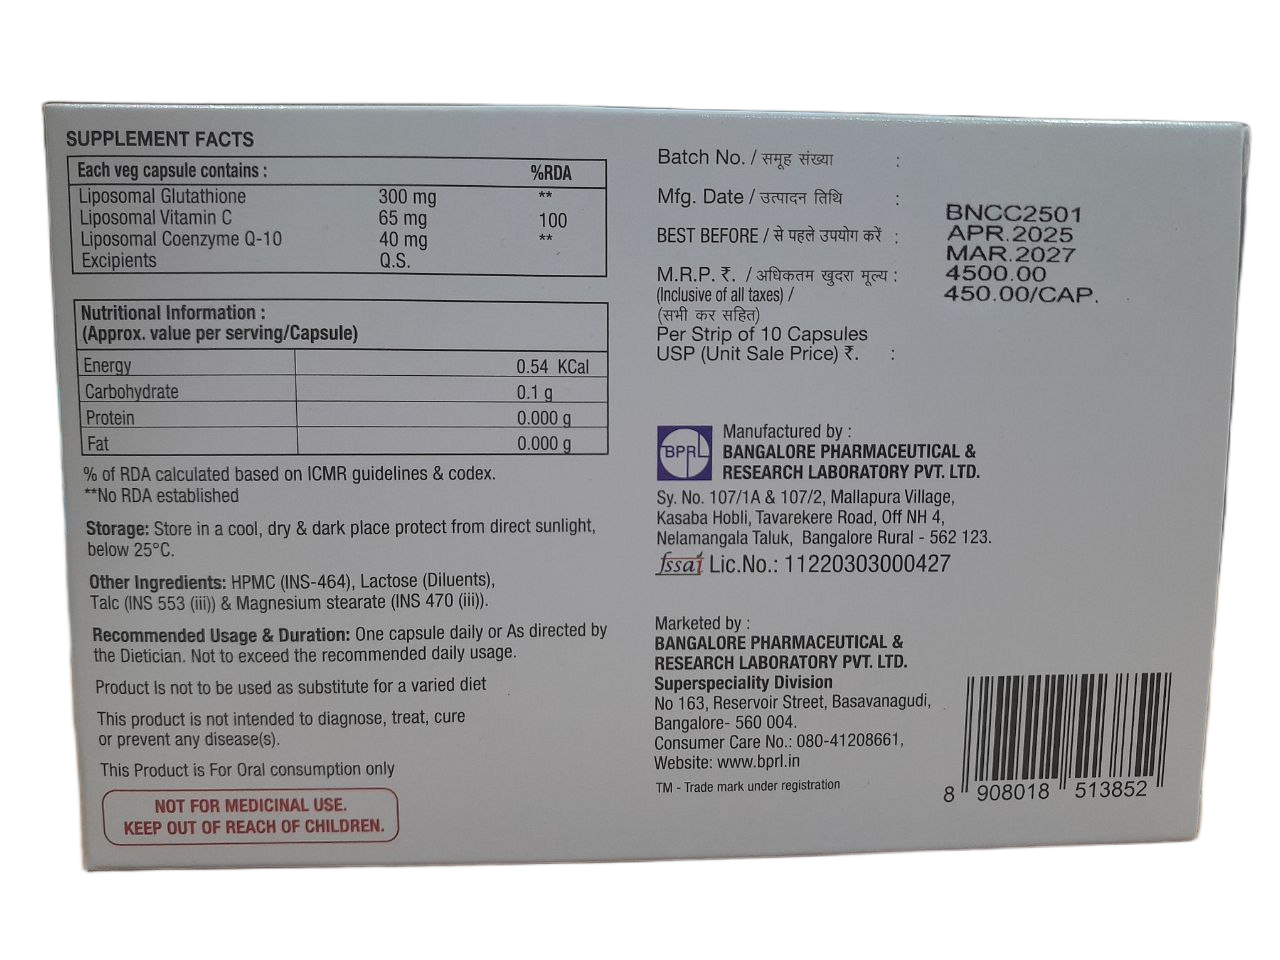 SUPPLEMENT FACTS
Each veg capsule contains : %RDA
Liposomal Glutathione 300 mg **
Liposomal Vitamin C 65 mg 100
Liposomal Coenzyme Q-10 40 mg **
Excipients Q.S.
Nutritional Information :
(Approx. value per serving/Capsule)
Energy 0.54 KCal
Carbohydrate 0.1 g
Protein 0.000 g
Fat 0.000 g
% of RDA calculated based on ICMR guidelines & codex.
**No RDA established
Storage: Store in a cool, dry & dark place protect from direct sunlight,
below 25°C.
Other Ingredients: HPMC (INS-464), Lactose (Diluents),
Talc (INS 553 (iii)) & Magnesium stearate (INS 470 (iii)).
Recommended Usage & Duration: One capsule daily or As directed by
the Dietician. Not to exceed the recommended daily usage.
Product Is not to be used as substitute for a varied diet
This product is not intended to diagnose, treat, cure
or prevent any disease(s).
This Product is For Oral consumption only
NOT FOR MEDICINAL USE.
KEEP OUT OF REACH OF CHILDREN.
Batch No. / समूह संख्या :
Mfg. Date / उत्पादन तिथि :
BEST BEFORE / से पहले उपयोग करें :
M.R.P. ₹. / अधिकतम खुदरा मूल्य :
(Inclusive of all taxes) /
(सभी कर सहित)
Per Strip of 10 Capsules
USP (Unit Sale Price) ₹. :
BNCC2501
APR.2025
MAR.2027
4500.00
450.00/CAP.
BPRL
Manufactured by :
BANGALORE PHARMACEUTICAL &
RESEARCH LABORATORY PVT. LTD.
Sy. No. 107/1A & 107/2, Mallapura Village,
Kasaba Hobli, Tavarekere Road, Off NH 4,
Nelamangala Taluk, Bangalore Rural - 562 123.
fssai Lic.No.: 11220303000427
Marketed by :
BANGALORE PHARMACEUTICAL &
RESEARCH LABORATORY PVT. LTD.
Superspeciality Division
No 163, Reservoir Street, Basavanagudi,
Bangalore- 560 004.
Consumer Care No.: 080-41208661,
Website: www.bprl.in
TM - Trade mark under registration
8 908018 513852